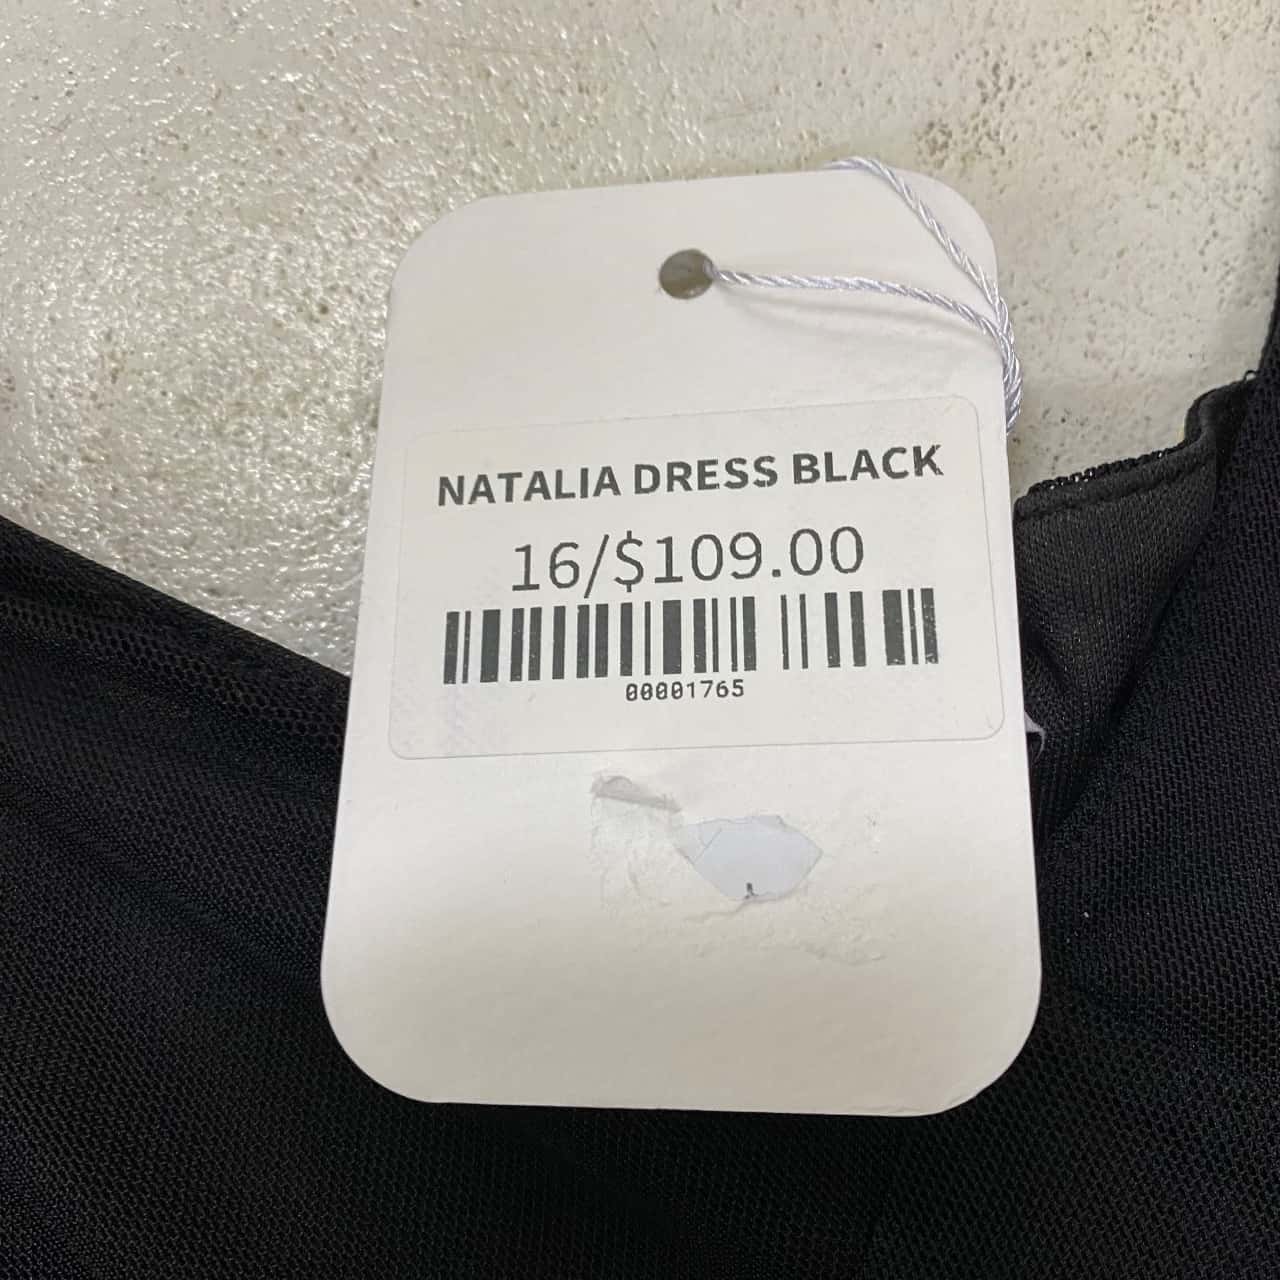 NATALIA DRESS BLACK
16/$109.00
00001765